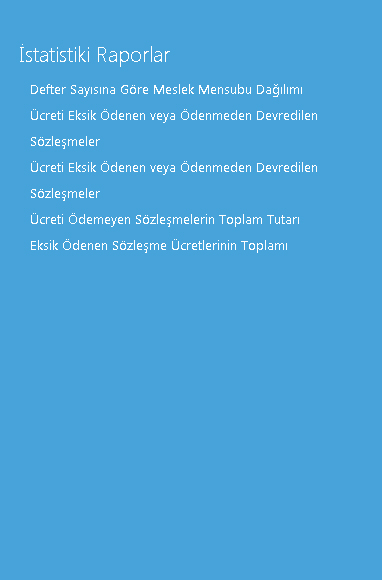 İstatistiki Raporlar
Defter Sayısına Göre Meslek Mensubu Dağılımı
Ücreti Eksik Ödenen veya Ödenmeden Devredilen
Sözleşmeler
Ücreti Eksik Ödenen veya Ödenmeden Devredilen
Sözleşmeler
Ücreti Ödemeyen Sözleşmelerin Toplam Tutarı
Eksik Ödenen Sözleşme Ücretlerinin Toplamı